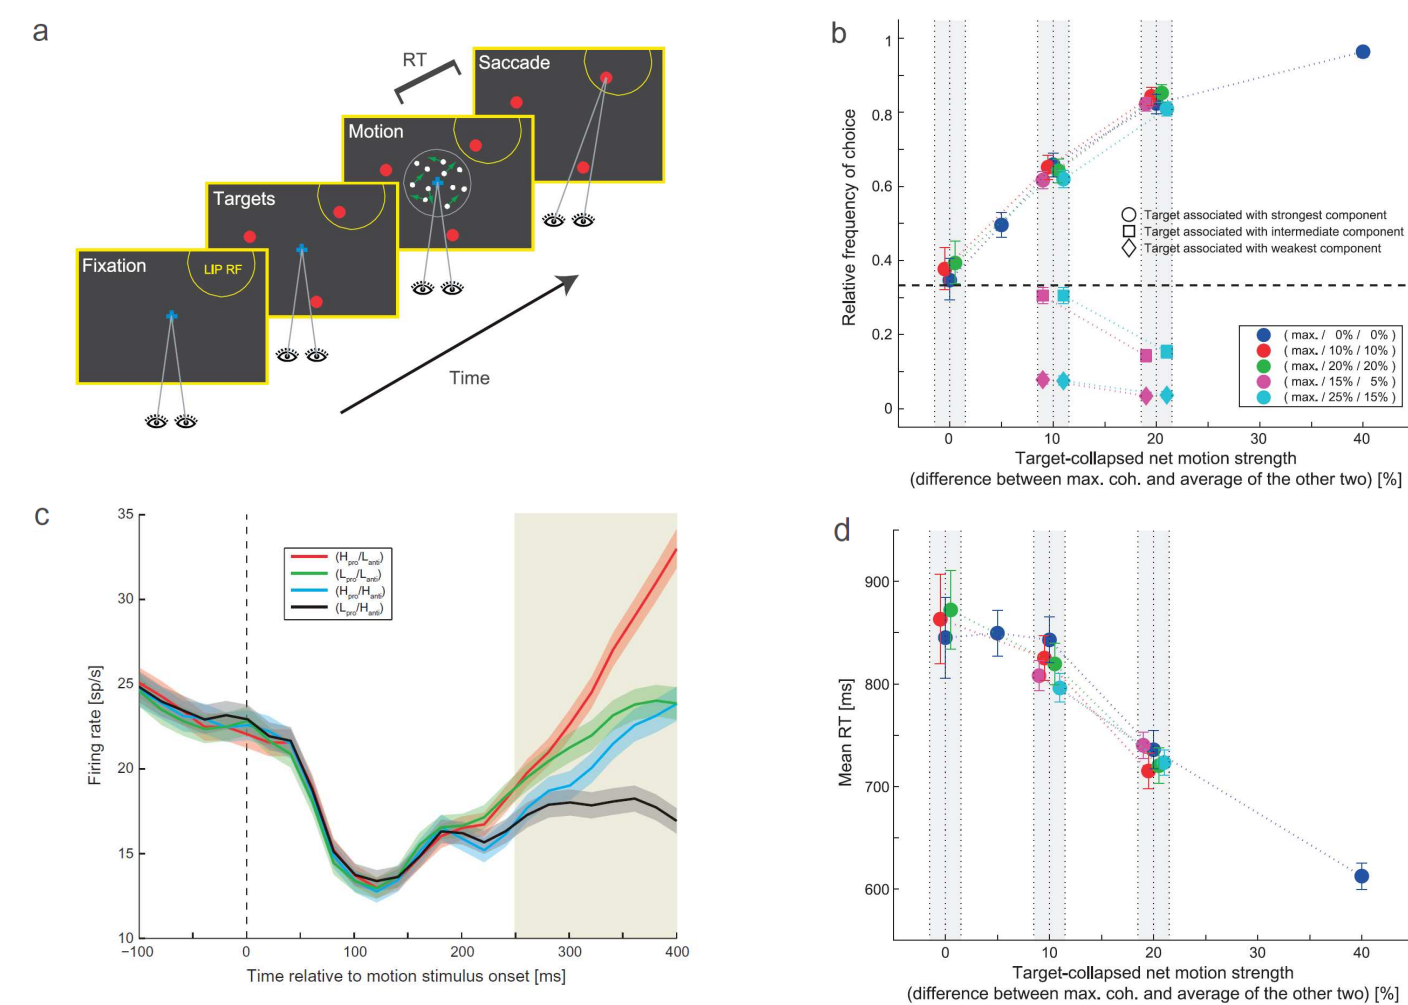 a
RT
Saccade
Motion
Targets
Fixation
LIP RF
Time
b
1
0.8
0.6
0.4
0.2
0
Relative frequency of choice
Target associated with strongest component
Target associated with intermediate component
Target associated with weakest component
( max. / 0% / 0% )
( max. / 10% / 10% )
( max. / 20% / 20% )
( max. / 15% / 5% )
( max. / 25% / 15% )
0 10 20 30 40
Target-collapsed net motion strength
(difference between max. coh. and average of the other two) [%]
c
35
30
25
20
15
10
Firing rate [sp/s]
(Hpro/Lanti)
(Lpro/Lanti)
(Hpro/Hanti)
(Lpro/Hanti)
−100 0 100 200 300 400
Time relative to motion stimulus onset [ms]
d
900
800
700
600
Mean RT [ms]
0 10 20 30 40
Target-collapsed net motion strength
(difference between max. coh. and average of the other two) [%]